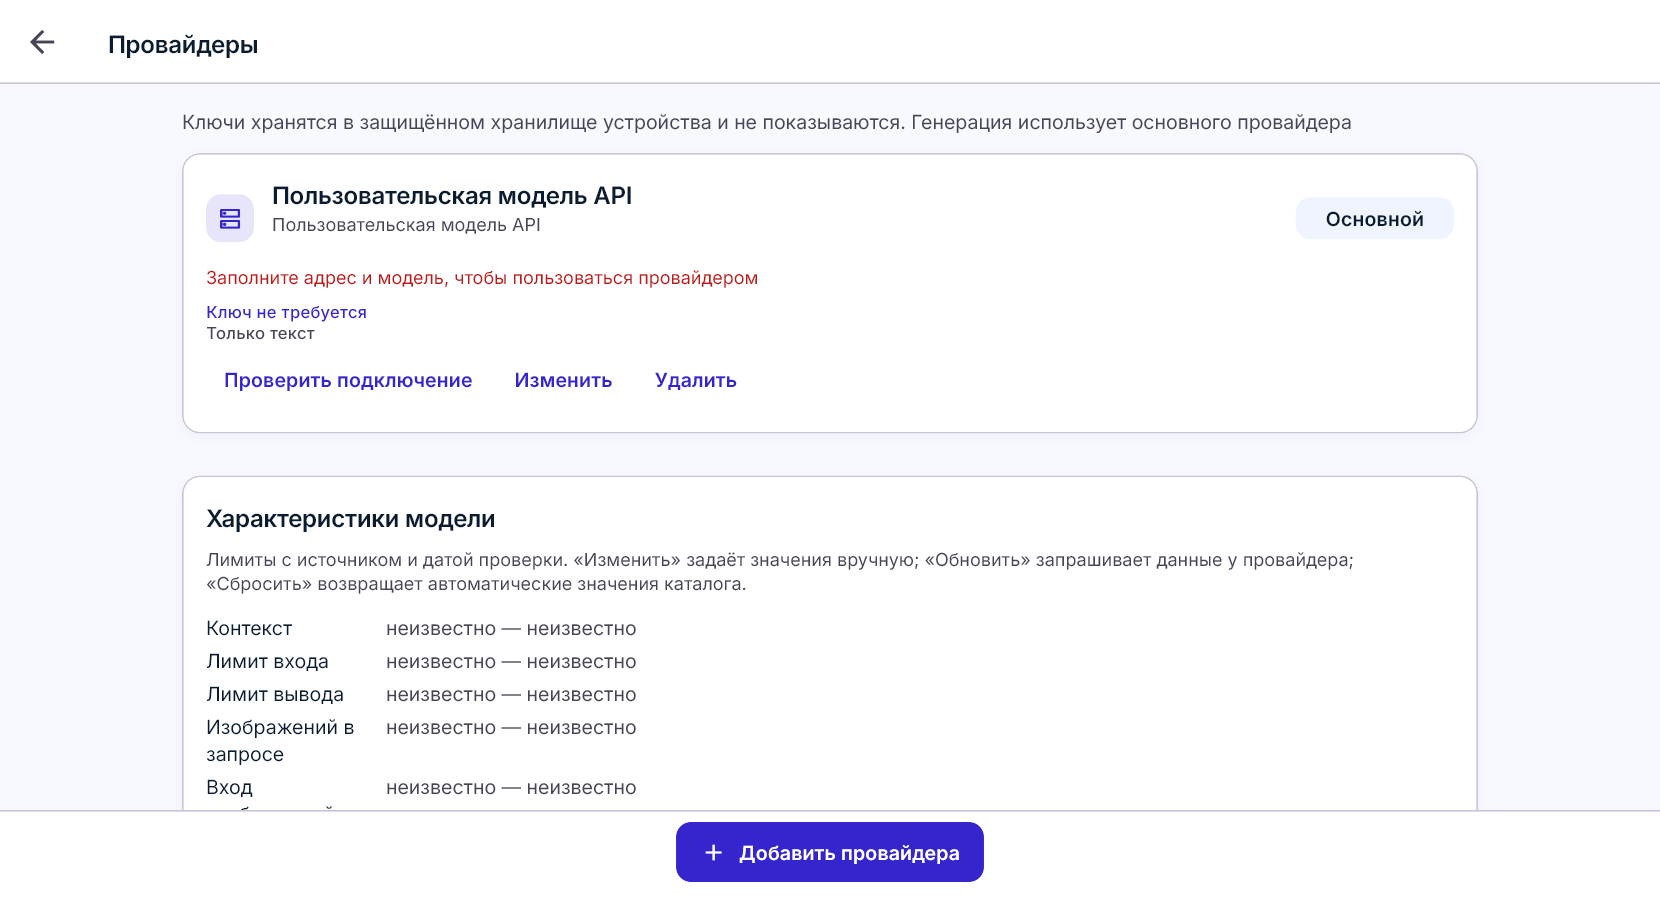 Провайдеры
Ключи хранятся в защищённом хранилище устройства и не показываются. Генерация использует основного провайдера
Пользовательская модель API
Пользовательская модель API
Основной
Заполните адрес и модель, чтобы пользоваться провайдером
Ключ не требуется
Только текст
Проверить подключение Изменить Удалить
Характеристики модели
Лимиты с источником и датой проверки. «Изменить» задаёт значения вручную; «Обновить» запрашивает данные у провайдера;
«Сбросить» возвращает автоматические значения каталога.
Контекст неизвестно — неизвестно
Лимит входа неизвестно — неизвестно
Лимит вывода неизвестно — неизвестно
Изображений в неизвестно — неизвестно
запросе
Вход неизвестно — неизвестно
Добавить провайдера